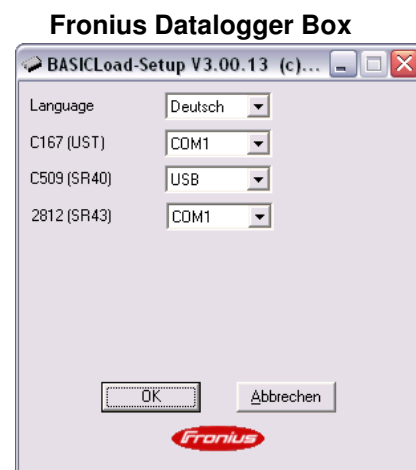 Fronius Datalogger Box
BASICLoad-Setup V3.00.13 (c)...
Language Deutsch
C167 (UST) COM1
C509 (SR40) USB
2812 (SR43) COM1
OK Abbrechen
Fronius